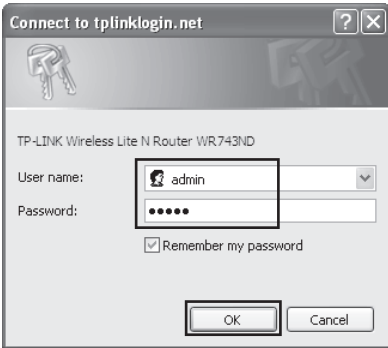 Connect to tplinklogin.net
TP-LINK Wireless Lite N Router WR743ND
User name:
admin
Password:
•••••
Remember my password
OK
Cancel